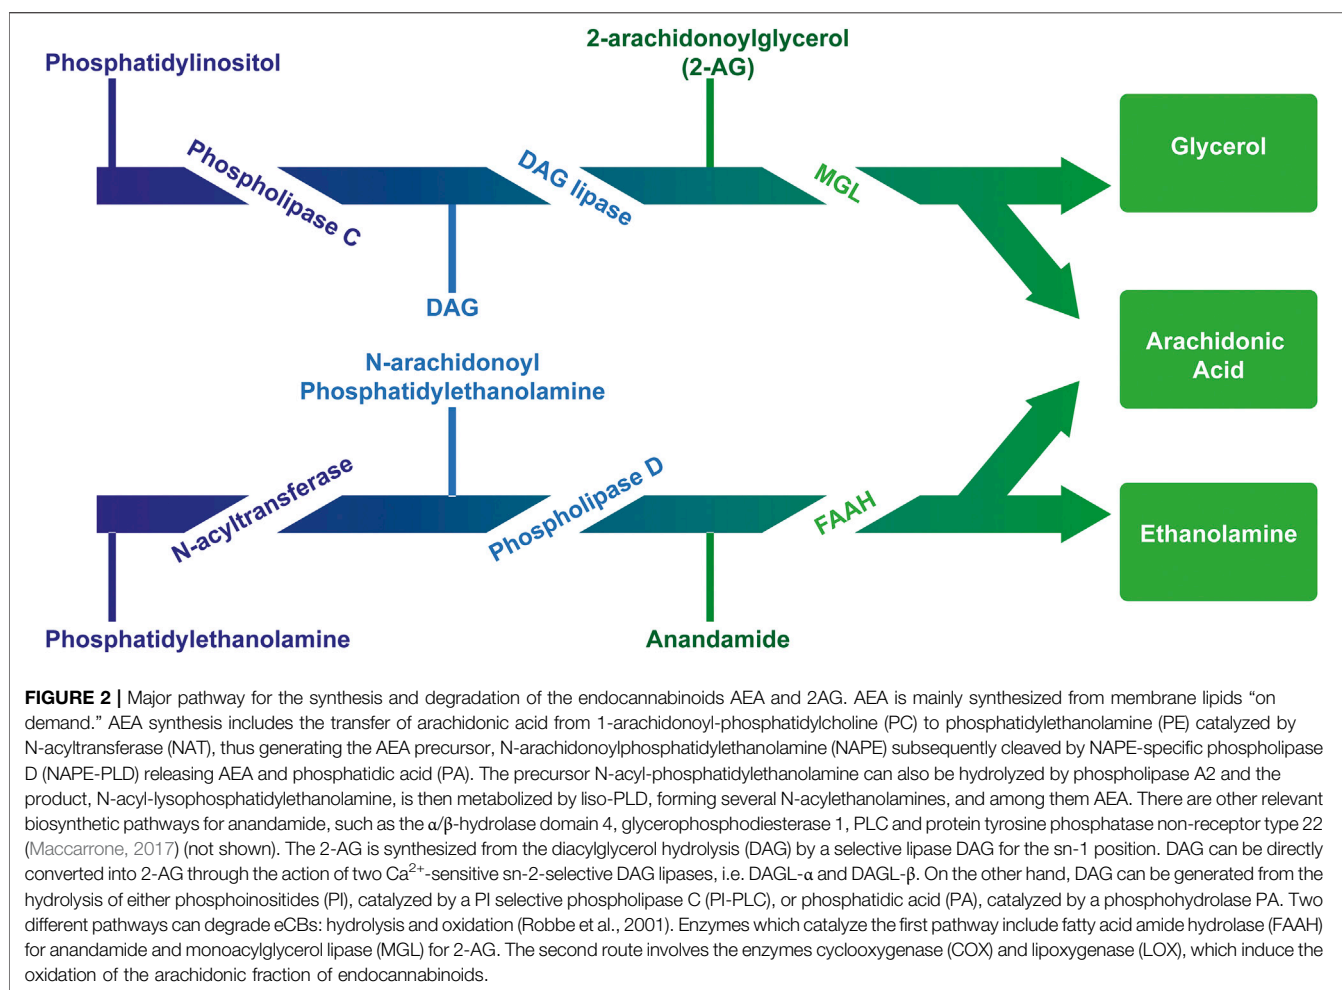 Phosphatidylinositol
2-arachidonoylglycerol
(2-AG)
Phospholipase C
DAG lipase
MGL
Glycerol
DAG
Arachidonic
Acid
N-arachidonoyl
Phosphatidylethanolamine
N-acyltransferase
Phospholipase D
FAAH
Ethanolamine
Phosphatidylethanolamine
Anandamide
FIGURE 2 | Major pathway for the synthesis and degradation of the endocannabinoids AEA and 2AG. AEA is mainly synthesized from membrane lipids “on
demand.” AEA synthesis includes the transfer of arachidonic acid from 1-arachidonoyl-phosphatidylcholine (PC) to phosphatidylethanolamine (PE) catalyzed by
N-acyltransferase (NAT), thus generating the AEA precursor, N-arachidonoylphosphatidylethanolamine (NAPE) subsequently cleaved by NAPE-specific phospholipase
D (NAPE-PLD) releasing AEA and phosphatidic acid (PA). The precursor N-acyl-phosphatidylethanolamine can also be hydrolyzed by phospholipase A2 and the
product, N-acyl-lysophosphatidylethanolamine, is then metabolized by liso-PLD, forming several N-acylethanolamines, and among them AEA. There are other relevant
biosynthetic pathways for anandamide, such as the α/β-hydrolase domain 4, glycerophosphodiesterase 1, PLC and protein tyrosine phosphatase non-receptor type 22
(Maccarrone, 2017) (not shown). The 2-AG is synthesized from the diacylglycerol hydrolysis (DAG) by a selective lipase DAG for the sn-1 position. DAG can be directly
converted into 2-AG through the action of two Ca²⁺-sensitive sn-2-selective DAG lipases, i.e. DAGL-α and DAGL-β. On the other hand, DAG can be generated from the
hydrolysis of either phosphoinositides (PI), catalyzed by a PI selective phospholipase C (PI-PLC), or phosphatidic acid (PA), catalyzed by a phosphohydrolase PA. Two
different pathways can degrade eCBs: hydrolysis and oxidation (Robbe et al., 2001). Enzymes which catalyze the first pathway include fatty acid amide hydrolase (FAAH)
for anandamide and monoacylglycerol lipase (MGL) for 2-AG. The second route involves the enzymes cyclooxygenase (COX) and lipoxygenase (LOX), which induce the
oxidation of the arachidonic fraction of endocannabinoids.